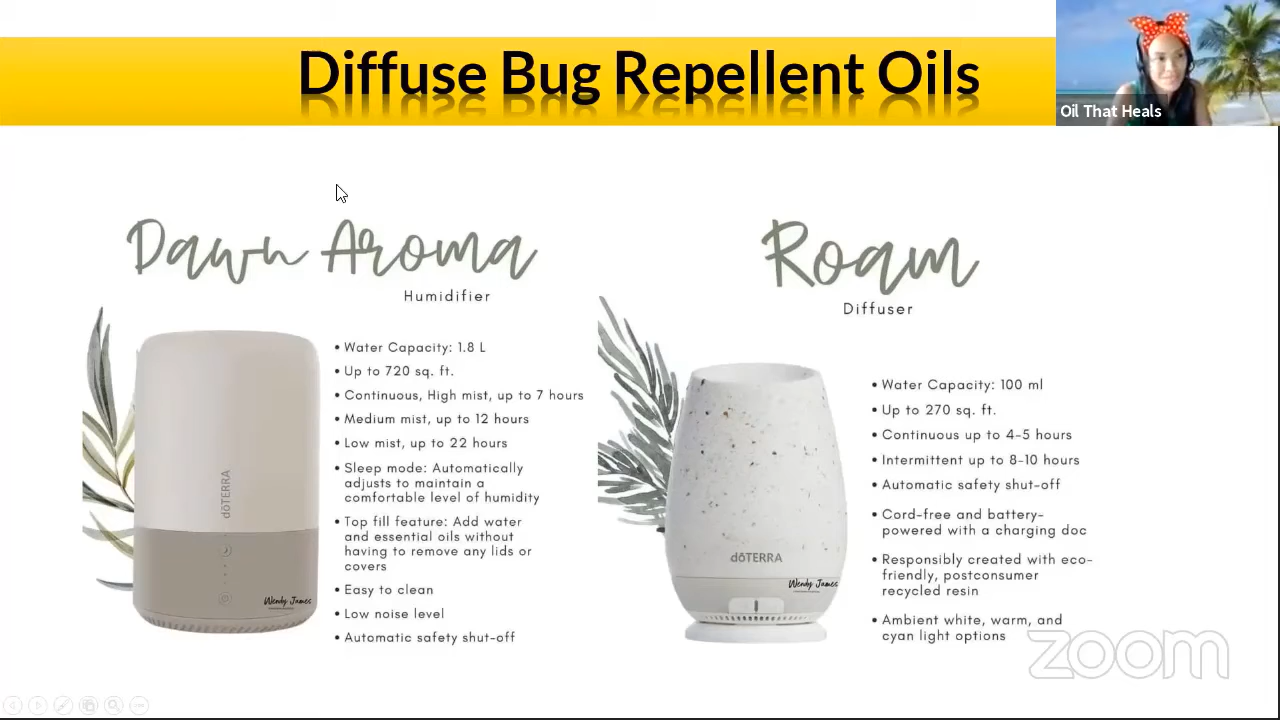 Diffuse Bug Repellent Oils
Oil That Heals
Dawn Aroma
Humidifier
• Water Capacity: 1.8 L
• Up to 720 sq. ft.
• Continuous, High mist, up to 7 hours
• Medium mist, up to 12 hours
• Low mist, up to 22 hours
• Sleep mode: Automatically
adjusts to maintain a
comfortable level of humidity
• Top fill feature: Add water
and essential oils without
having to remove any lids or
covers
• Easy to clean
• Low noise level
• Automatic safety shut-off
dōTERRA
Wendy James
Roam
Diffuser
• Water Capacity: 100 ml
• Up to 270 sq. ft.
• Continuous up to 4-5 hours
• Intermittent up to 8-10 hours
• Automatic safety shut-off
• Cord-free and battery-
powered with a charging doc
• Responsibly created with eco-
friendly, postconsumer
recycled resin
• Ambient white, warm, and
cyan light options
dōTERRA
Wendy James
zoom